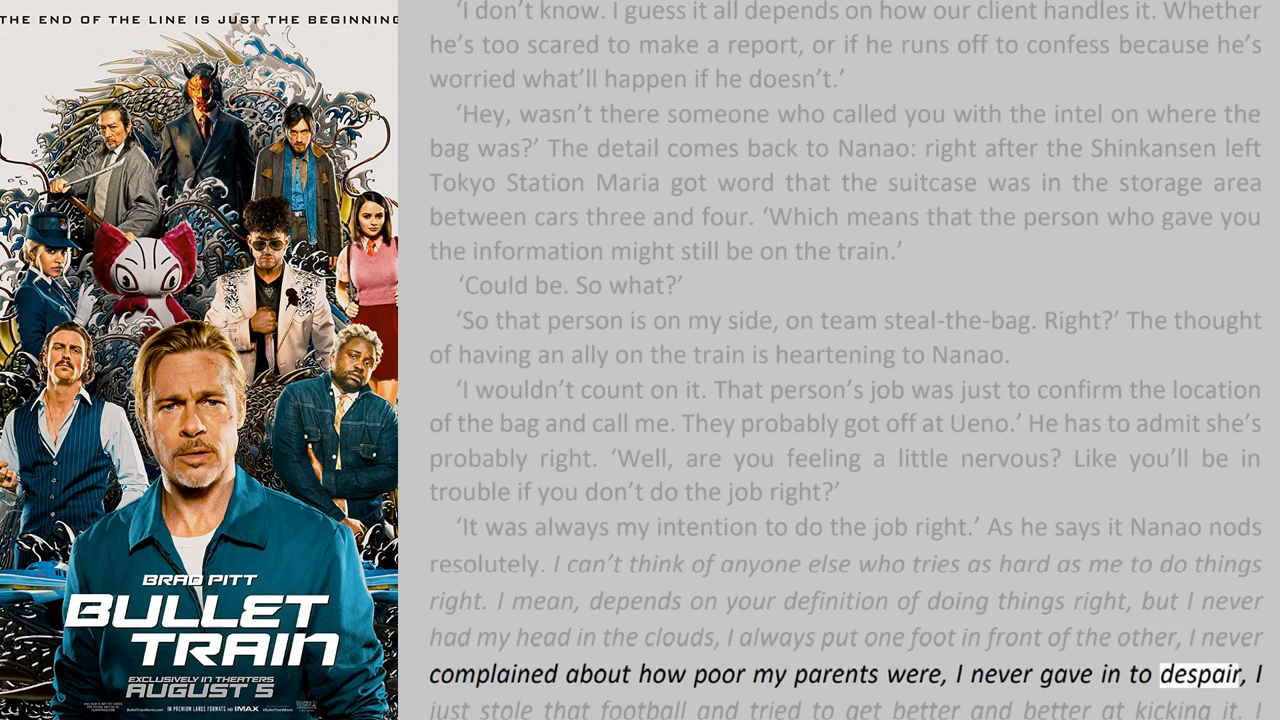 THE END OF THE LINE IS JUST THE BEGINNING
BRAD PITT
BULLET
TRAIN
EXCLUSIVELY IN THEATERS
AUGUST 5
BulletTrainMovie.com IN PREMIUM LARGE FORMATS AND IMAX #BulletTrainMovie
‘I don’t know. I guess it all depends on how our client handles it. Whether
he’s too scared to make a report, or if he runs off to confess because he’s
worried what’ll happen if he doesn’t.’
‘Hey, wasn’t there someone who called you with the intel on where the
bag was?’ The detail comes back to Nanao: right after the Shinkansen left
Tokyo Station Maria got word that the suitcase was in the storage area
between cars three and four. ‘Which means that the person who gave you
the information might still be on the train.’
‘Could be. So what?’
‘So that person is on my side, on team steal-the-bag. Right?’ The thought
of having an ally on the train is heartening to Nanao.
‘I wouldn’t count on it. That person’s job was just to confirm the location
of the bag and call me. They probably got off at Ueno.’ He has to admit she’s
probably right. ‘Well, are you feeling a little nervous? Like you’ll be in
trouble if you don’t do the job right?’
‘It was always my intention to do the job right.’ As he says it Nanao nods
resolutely. I can’t think of anyone else who tries as hard as me to do things
right. I mean, depends on your definition of doing things right, but I never
had my head in the clouds, I always put one foot in front of the other, I never
complained about how poor my parents were, I never gave in to despair, I
better at kicking it. I